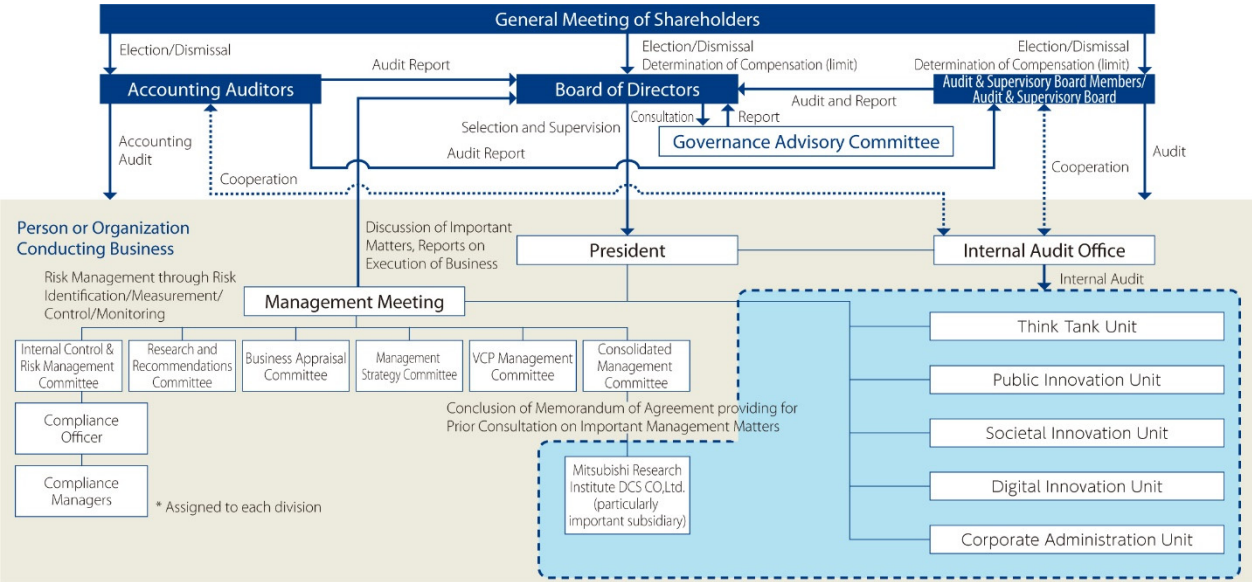 General Meeting of Shareholders
Election/Dismissal
Election/Dismissal
Determination of Compensation (limit)
Election/Dismissal
Determination of Compensation (limit)
Audit Report
Accounting Auditors
Board of Directors
Audit & Supervisory Board Members/
Audit & Supervisory Board
Audit and Report
Consultation
Report
Selection and Supervision
Governance Advisory Committee
Accounting
Audit
Audit Report
Audit
Cooperation
Cooperation
Person or Organization
Conducting Business
Discussion of Important
Matters, Reports on
Execution of Business
President
Internal Audit Office
Internal Audit
Risk Management through Risk
Identification/Measurement/
Control/Monitoring
Management Meeting
Internal Control &
Risk Management
Committee
Research and
Recommendations
Committee
Business Appraisal
Committee
Management
Strategy Committee
VCP Management
Committee
Consolidated
Management
Committee
Think Tank Unit
Public Innovation Unit
Societal Innovation Unit
Digital Innovation Unit
Corporate Administration Unit
Compliance
Officer
Conclusion of Memorandum of Agreement providing for
Prior Consultation on Important Management Matters
Compliance
Managers
* Assigned to each division
Mitsubishi Research
Institute DCS CO,Ltd.
(particularly
important subsidiary)